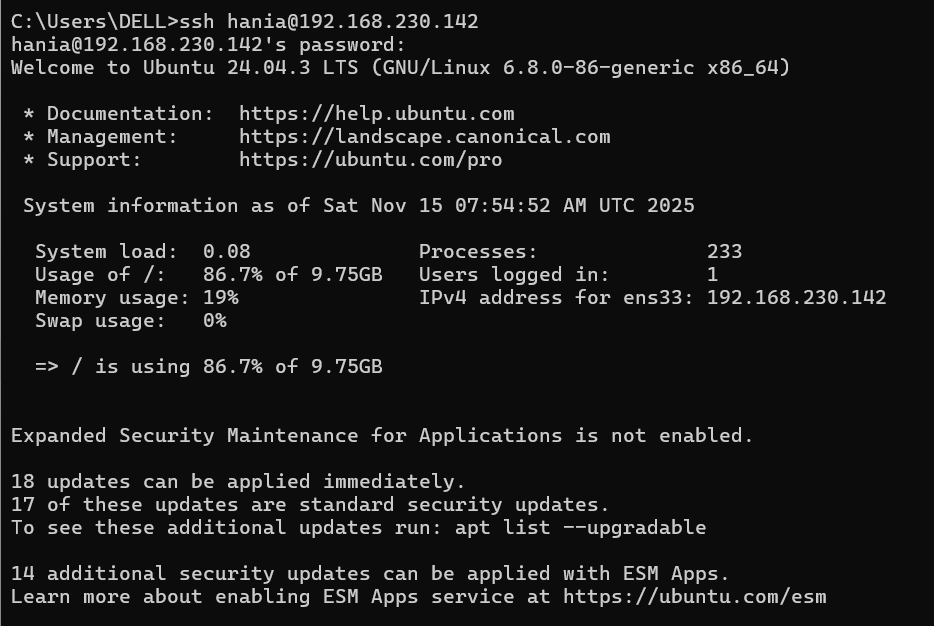 C:\Users\DELL>ssh hania@192.168.230.142
hania@192.168.230.142's password:
Welcome to Ubuntu 24.04.3 LTS (GNU/Linux 6.8.0-86-generic x86_64)

 * Documentation:  https://help.ubuntu.com
 * Management:     https://landscape.canonical.com
 * Support:        https://ubuntu.com/pro

 System information as of Sat Nov 15 07:54:52 AM UTC 2025

  System load:  0.08              Processes:              233
  Usage of /:   86.7% of 9.75GB   Users logged in:        1
  Memory usage: 19%               IPv4 address for ens33: 192.168.230.142
  Swap usage:   0%

  => / is using 86.7% of 9.75GB


Expanded Security Maintenance for Applications is not enabled.

18 updates can be applied immediately.
17 of these updates are standard security updates.
To see these additional updates run: apt list --upgradable

14 additional security updates can be applied with ESM Apps.
Learn more about enabling ESM Apps service at https://ubuntu.com/esm